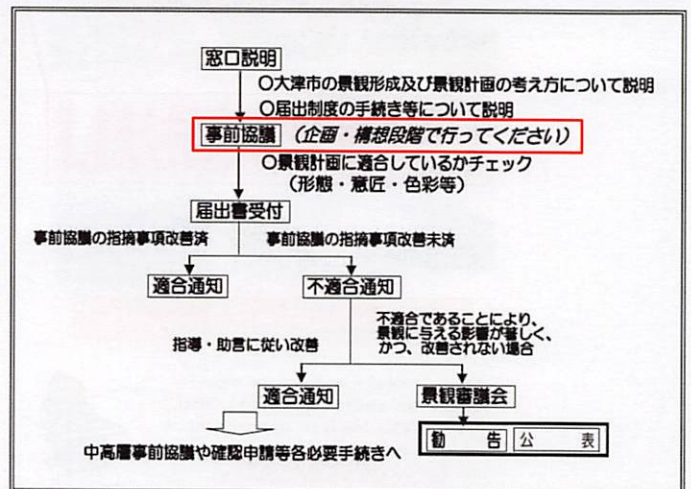 窓口説明
○大津市の景観形成及び景観計画の考え方について説明
○届出制度の手続き等について説明
事前協議 (企画・構想段階で行ってください)
○景観計画に適合しているかチェック
(形態・意匠・色彩等)
届出書受付
事前協議の指摘事項改善済 事前協議の指摘事項改善未済
適合通知 不適合通知
不適合であることにより、
景観に与える影響が著しく、
かつ、改善されない場合
指導・助言に従い改善
適合通知 景観審議会
勧 告 公 表
中高層事前協議や確認申請等各必要手続きへ